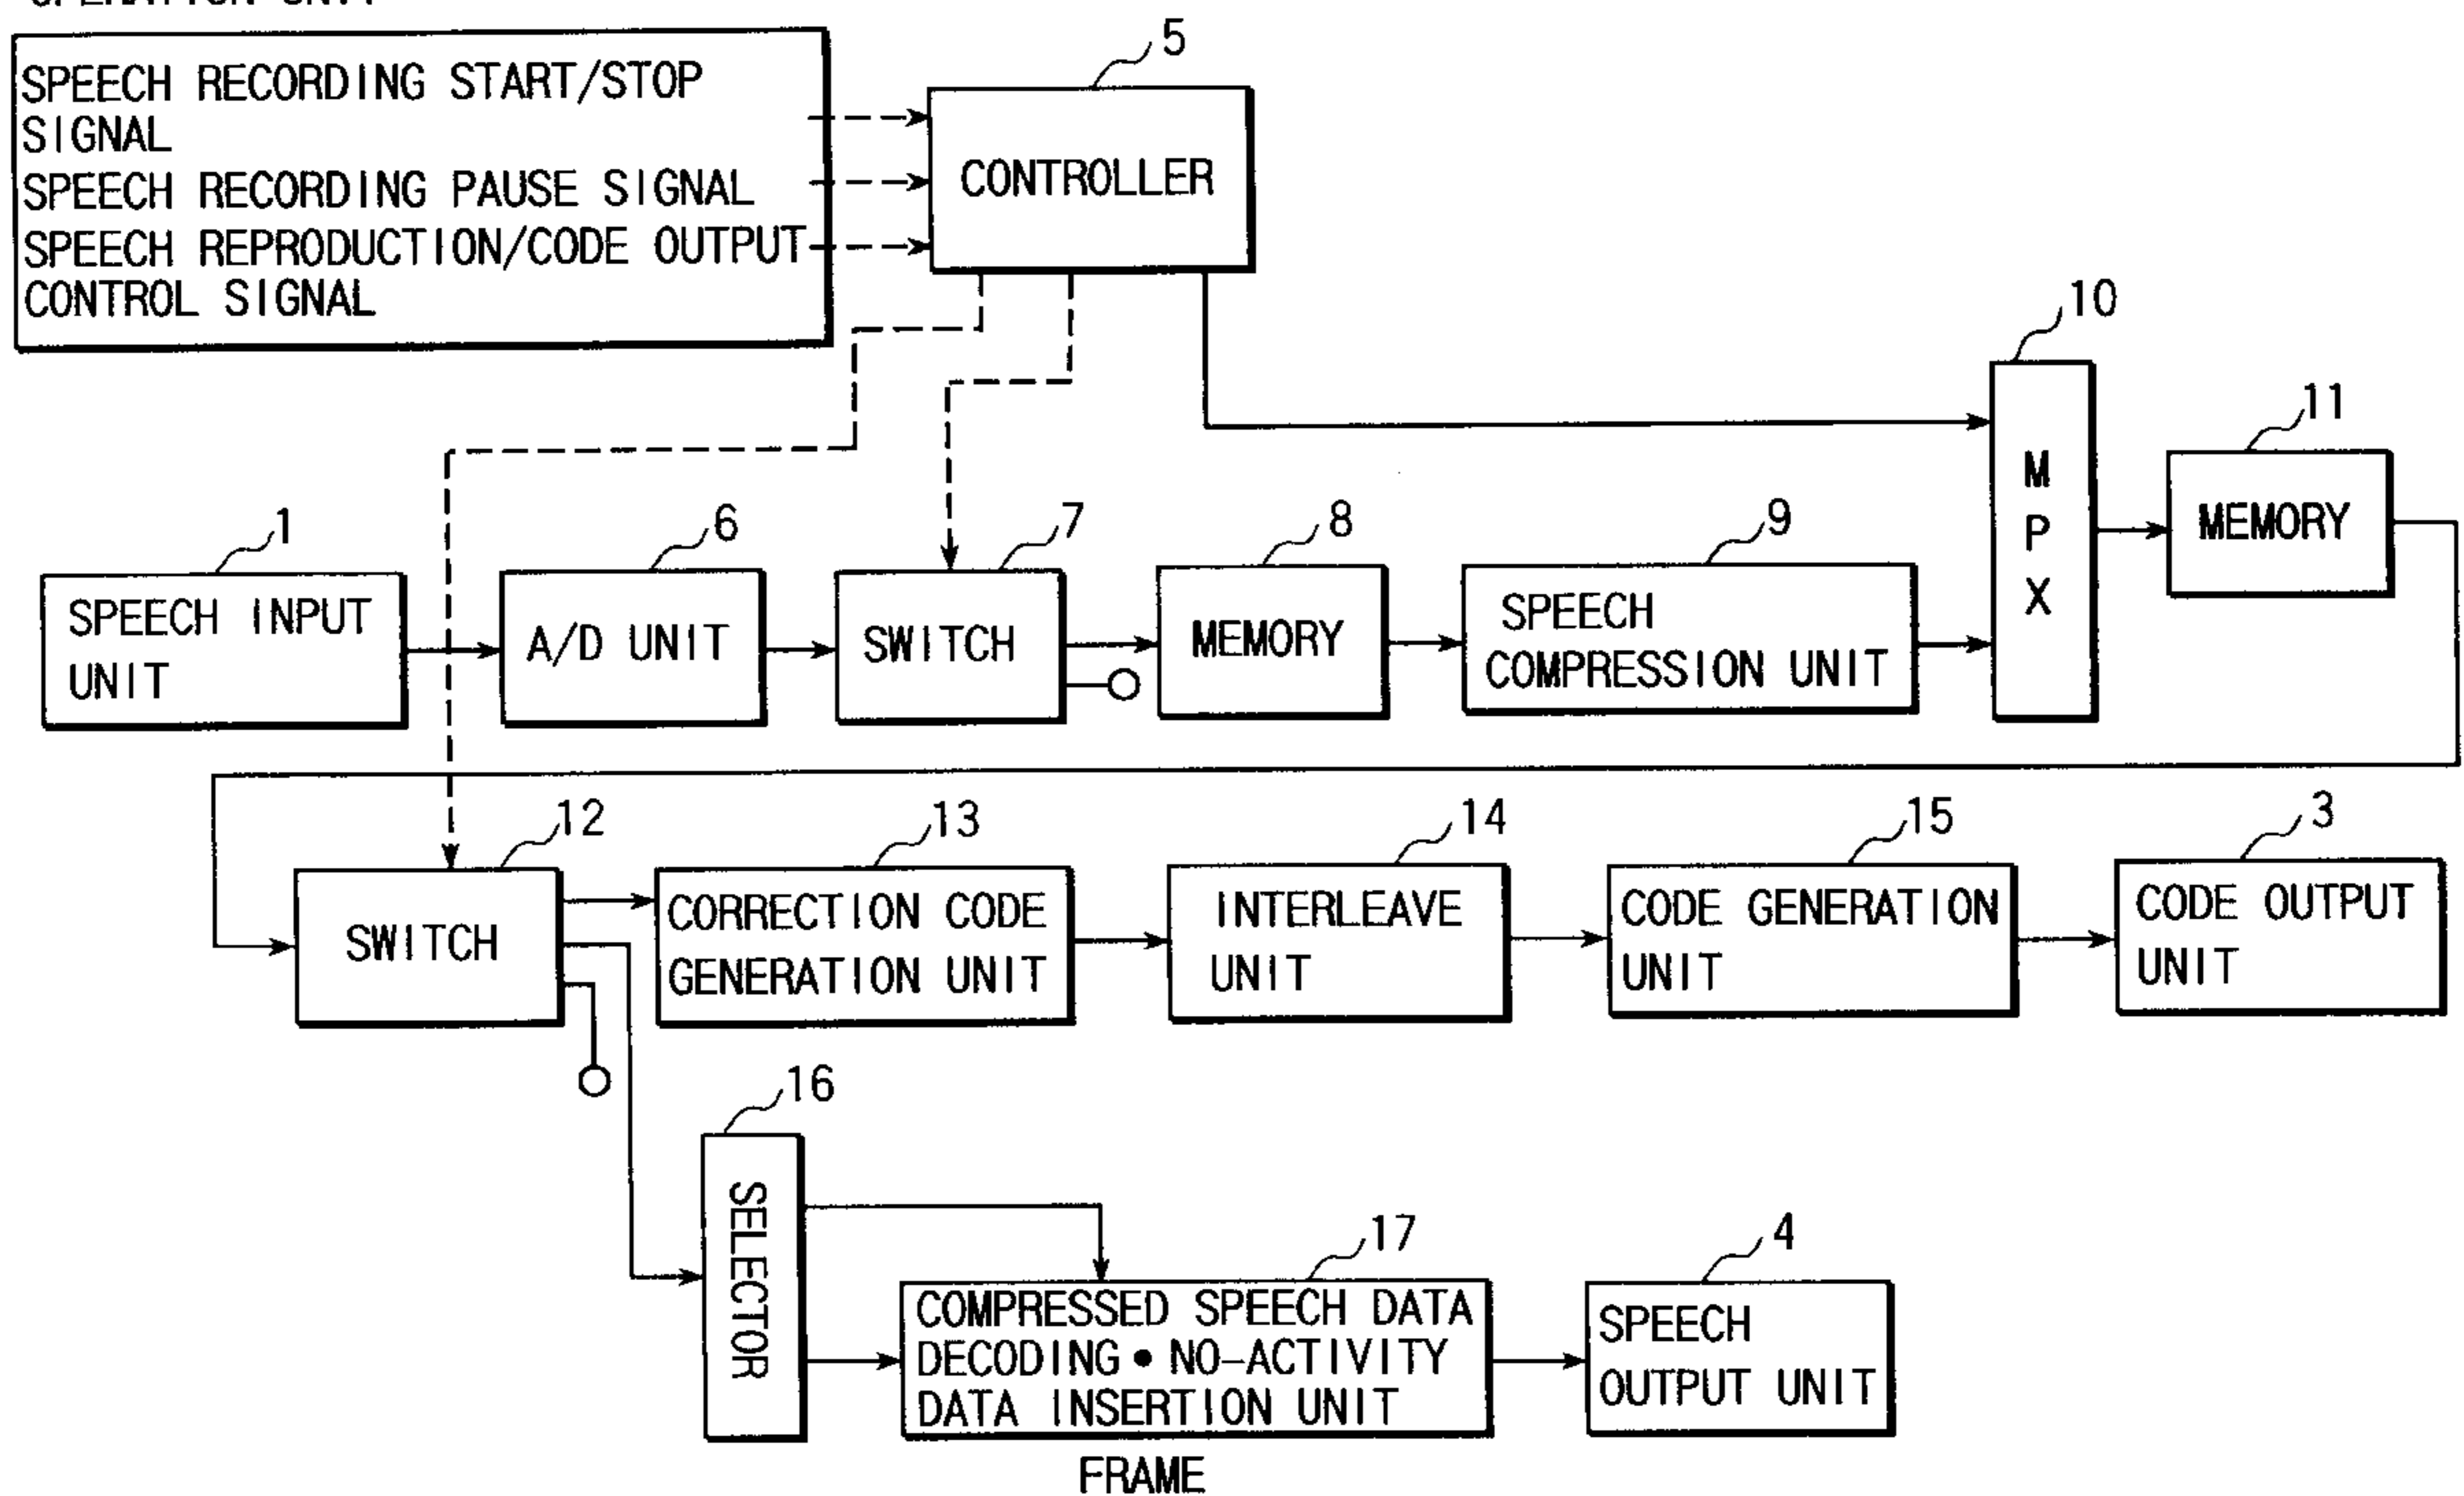 SPEECH RECORDING START/STOP
SIGNAL
SPEECH RECORDING PAUSE SIGNAL
SPEECH REPRODUCTION/CODE OUTPUT
CONTROL SIGNAL
5
CONTROLLER
10
MPX
11
MEMORY
1
SPEECH INPUT
UNIT
6
A/D UNIT
7
SWITCH
8
MEMORY
9
SPEECH
COMPRESSION UNIT
12
SWITCH
13
CORRECTION CODE
GENERATION UNIT
14
INTERLEAVE
UNIT
15
CODE GENERATION
UNIT
3
CODE OUTPUT
UNIT
16
SELECTOR
17
COMPRESSED SPEECH DATA
DECODING • NO-ACTIVITY
DATA INSERTION UNIT
4
SPEECH
OUTPUT UNIT
FRAME